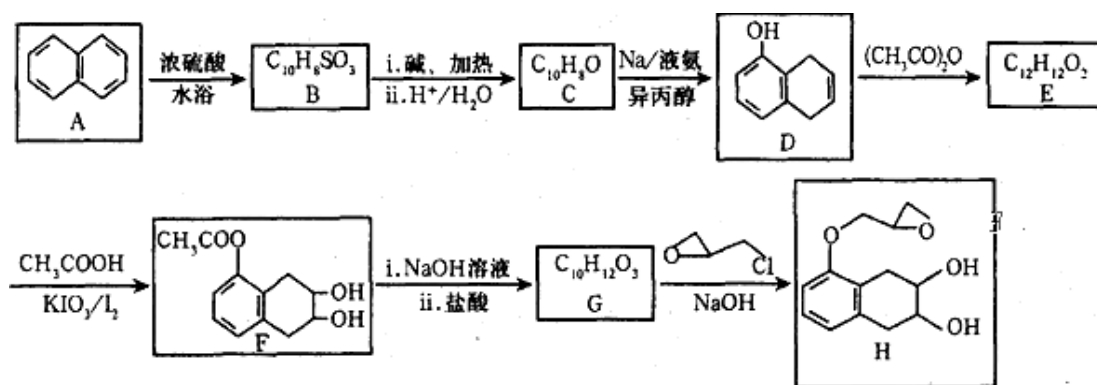 A
浓硫酸
水浴
C10H8SO3
B
i.碱、加热
ii.H+/H2O
C10H8O
C
Na/液氨
异丙醇
OH
D
(CH3CO)2O
C12H12O2
E
CH3COOH
KIO3/I2
CH3COO
OH
OH
F
i.NaOH溶液
ii.盐酸
C10H12O3
G
O
Cl
NaOH
O
O
OH
OH
H